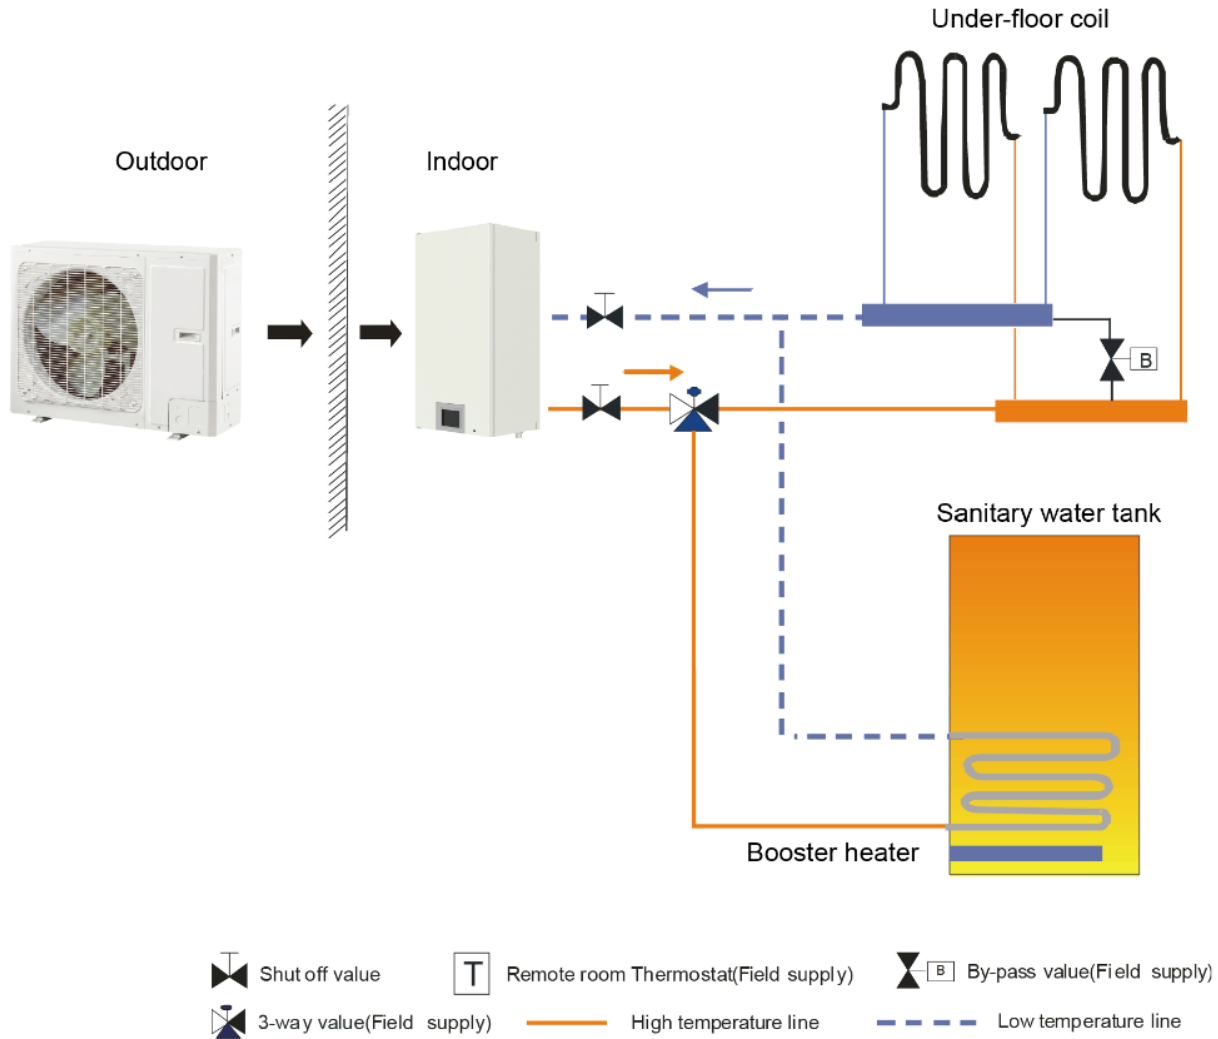 Under-floor coil
Outdoor
Indoor
B
Sanitary water tank
Booster heater
Shut off value
T
Remote room Thermostat(Field supply)
B
By-pass value(Field supply)
3-way value(Field supply)
High temperature line
Low temperature line